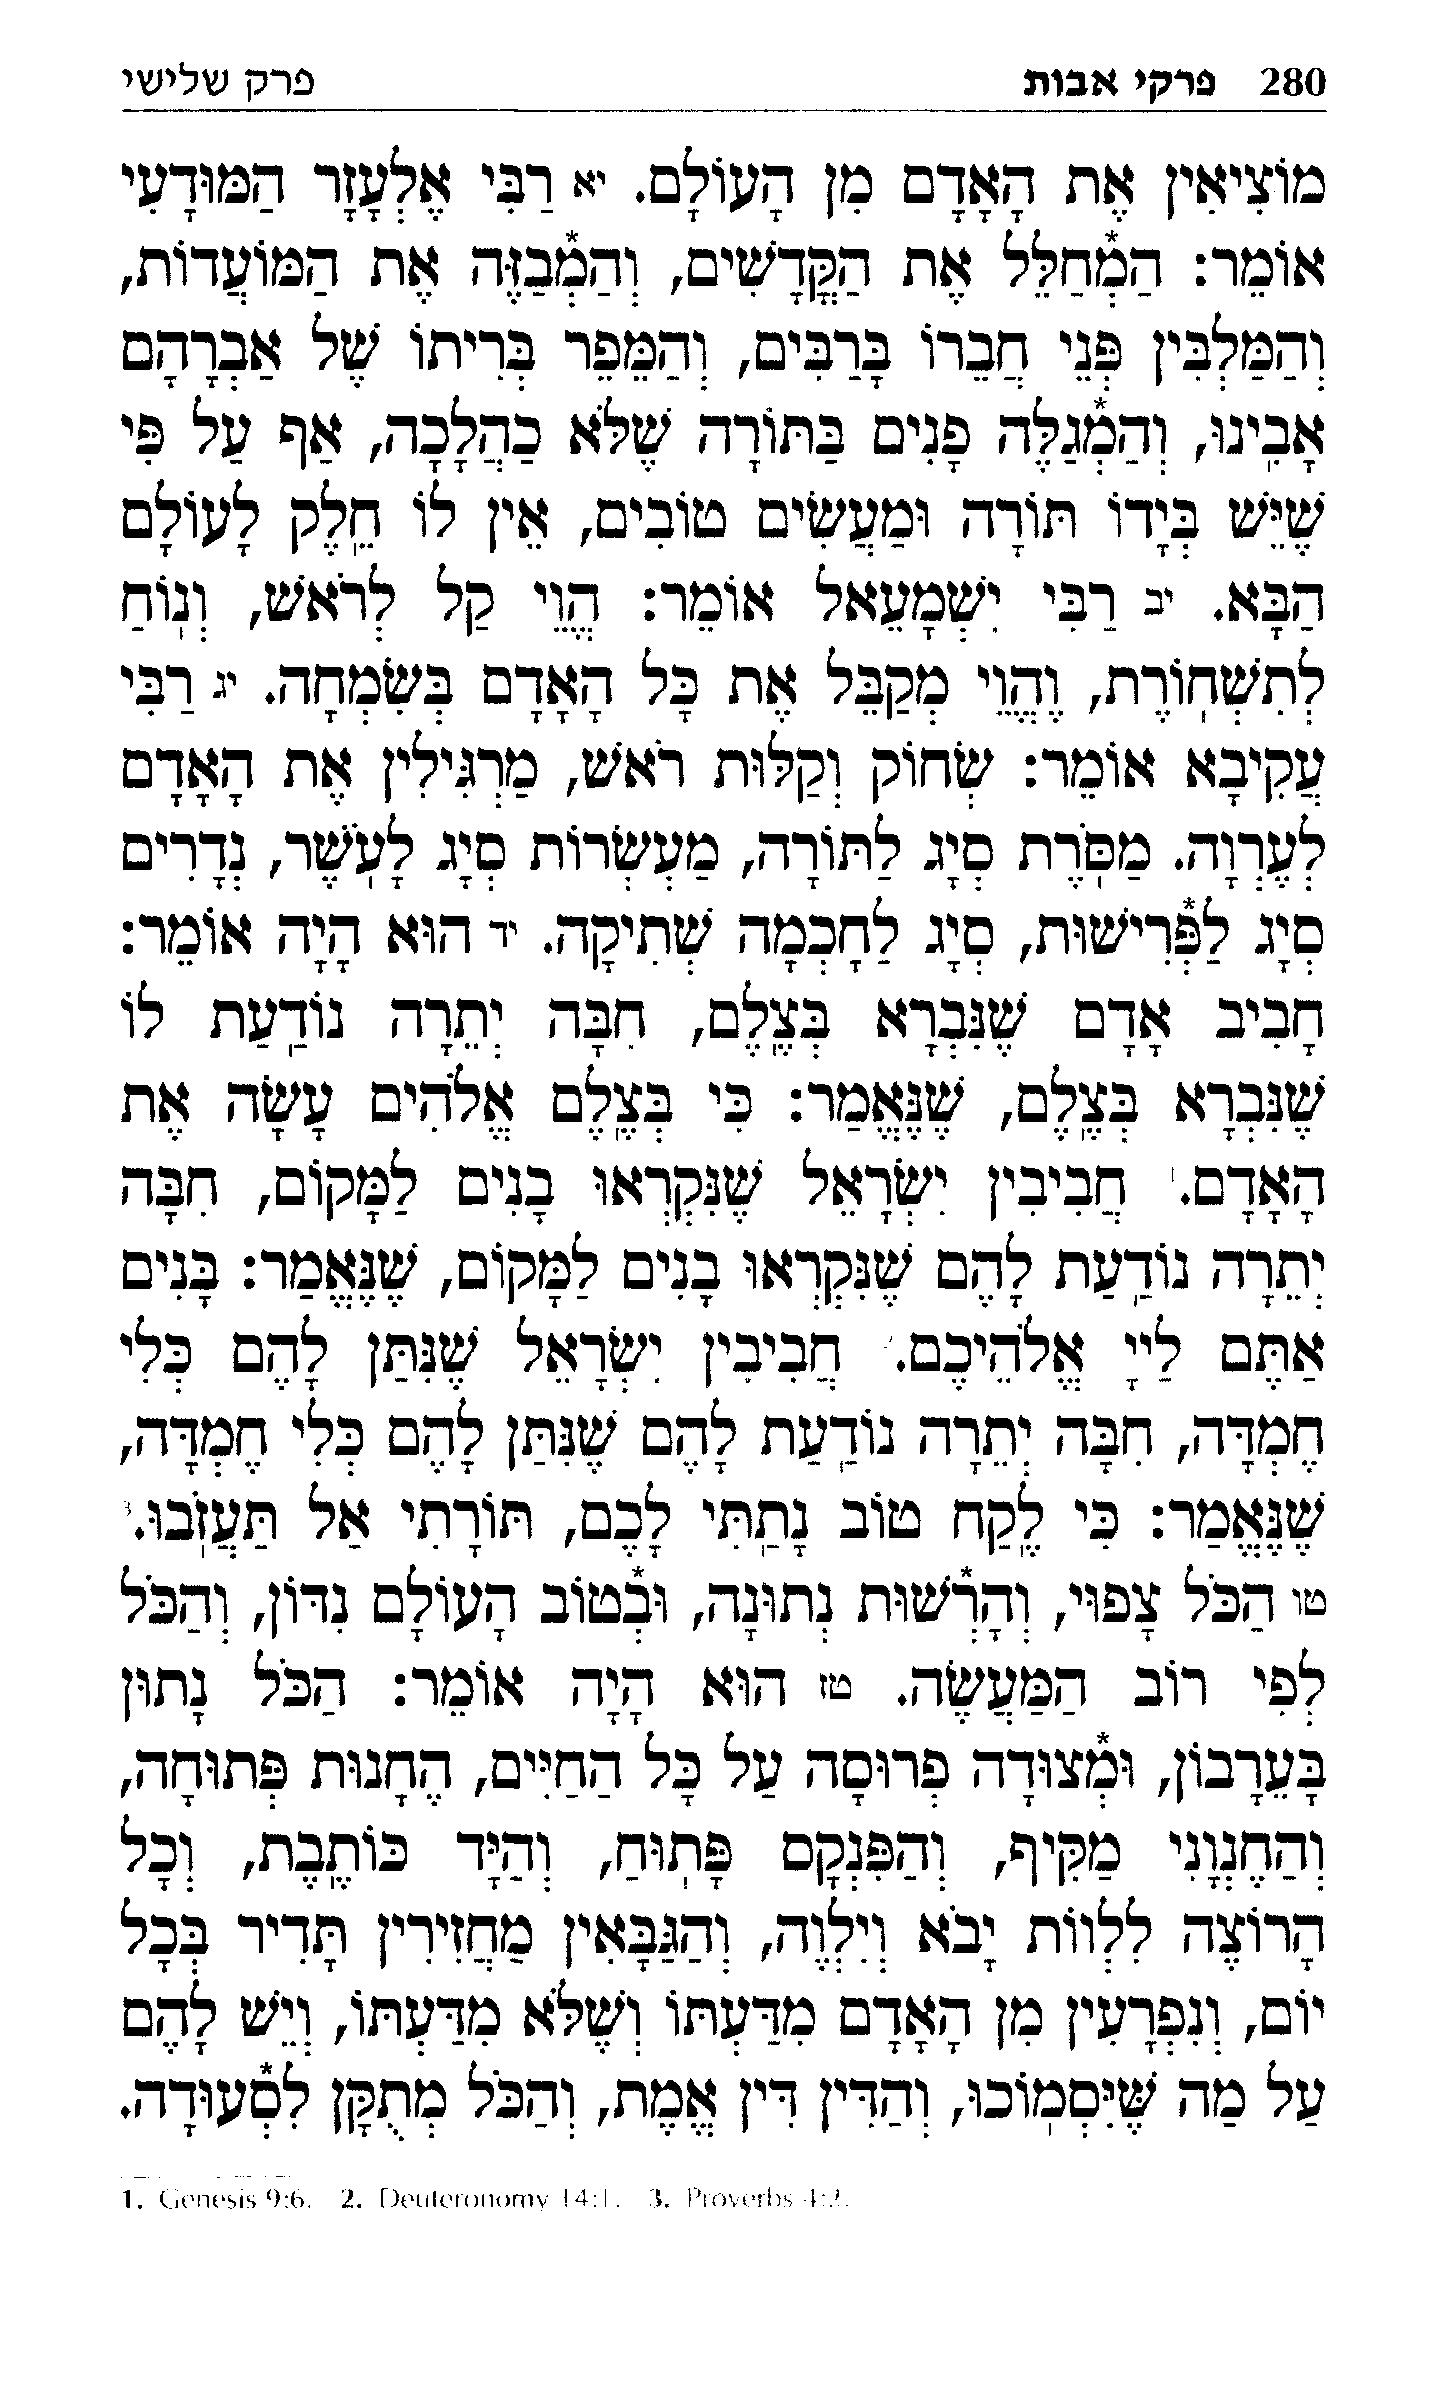 280 פרקי אבות פרק שלישי
מוֹצִיאִין אֶת הָאָדָם מִן הָעוֹלָם. יא רַבִּי אֶלְעָזָר הַמּוּדָעִי
אוֹמֵר: הַמְ֯חַלֵּל אֶת הַקֳּדָשִׁים, וְהַמְ֯בַזֶּה אֶת הַמּוֹעֲדוֹת,
וְהַמַּלְבִּין פְּנֵי חֲבֵרוֹ בָּרַבִּים, וְהַמֵּפֵר בְּרִיתוֹ שֶׁל אַבְרָהָם
אָבִינוּ, וְהַמְ֯גַלֶּה פָנִים בַּתּוֹרָה שֶׁלֹּא כַהֲלָכָה, אַף עַל פִּי
שֶׁיֵּשׁ בְּיָדוֹ תּוֹרָה וּמַעֲשִׂים טוֹבִים, אֵין לוֹ חֵלֶק לָעוֹלָם
הַבָּא. יב רַבִּי יִשְׁמָעֵאל אוֹמֵר: הֱוֵי קַל לְרֹאשׁ, וְנוֹחַ
לְתִשְׁחוֹרֶת, וֶהֱוֵי מְקַבֵּל אֶת כָּל הָאָדָם בְּשִׂמְחָה. יג רַבִּי
עֲקִיבָא אוֹמֵר: שְׂחוֹק וְקַלּוּת רֹאשׁ, מַרְגִּילִין אֶת הָאָדָם
לְעֶרְוָה. מַסֹּרֶת סְיָג לַתּוֹרָה, מַעְשְׂרוֹת סְיָג לָעֹשֶׁר, נְדָרִים
סְיָג לַפְּ֯רִישׁוּת, סְיָג לַחָכְמָה שְׁתִיקָה. יד הוּא הָיָה אוֹמֵר:
חָבִיב אָדָם שֶׁנִּבְרָא בְּצֶלֶם, חִבָּה יְתֵרָה נוֹדַעַת לוֹ
שֶׁנִּבְרָא בְּצֶלֶם, שֶׁנֶּאֱמַר: כִּי בְּצֶלֶם אֱלֹהִים עָשָׂה אֶת
הָאָדָם.¹ חֲבִיבִין יִשְׂרָאֵל שֶׁנִּקְרְאוּ בָנִים לַמָּקוֹם, חִבָּה
יְתֵרָה נוֹדַעַת לָהֶם שֶׁנִּקְרְאוּ בָנִים לַמָּקוֹם, שֶׁנֶּאֱמַר: בָּנִים
אַתֶּם לַייָ אֱלֹהֵיכֶם.² חֲבִיבִין יִשְׂרָאֵל שֶׁנִּתַּן לָהֶם כְּלִי
חֶמְדָּה, חִבָּה יְתֵרָה נוֹדַעַת לָהֶם שֶׁנִּתַּן לָהֶם כְּלִי חֶמְדָּה,
שֶׁנֶּאֱמַר: כִּי לֶקַח טוֹב נָתַתִּי לָכֶם, תּוֹרָתִי אַל תַּעֲזֹבוּ.³
טו הַכֹּל צָפוּי, וְהָרְ֯שׁוּת נְתוּנָה, וּבְ֯טוֹב הָעוֹלָם נִדּוֹן, וְהַכֹּל
לְפִי רוֹב הַמַּעֲשֶׂה. טז הוּא הָיָה אוֹמֵר: הַכֹּל נָתוּן
בָּעֵרָבוֹן, וּמְ֯צוּדָה פְרוּסָה עַל כָּל הַחַיִּים, הֶחָנוּת פְּתוּחָה,
וְהַחֶנְוָנִי מַקִּיף, וְהַפִּנְקָס פָּתוּחַ, וְהַיָּד כּוֹתֶבֶת, וְכָל
הָרוֹצֶה לִלְווֹת יָבֹא וְיִלְוֶה, וְהַגַּבָּאִין מַחֲזִירִין תָּדִיר בְּכָל
יוֹם, וְנִפְרָעִין מִן הָאָדָם מִדַּעְתּוֹ וְשֶׁלֹּא מִדַּעְתּוֹ, וְיֵשׁ לָהֶם
עַל מַה שֶּׁיִּסְמוֹכוּ, וְהַדִּין דִּין אֱמֶת, וְהַכֹּל מְתֻקָּן לִסְ֯עוּדָה.
1. Genesis 9:6. 2. Deuteronomy 14:1. 3. Proverbs 4:2.